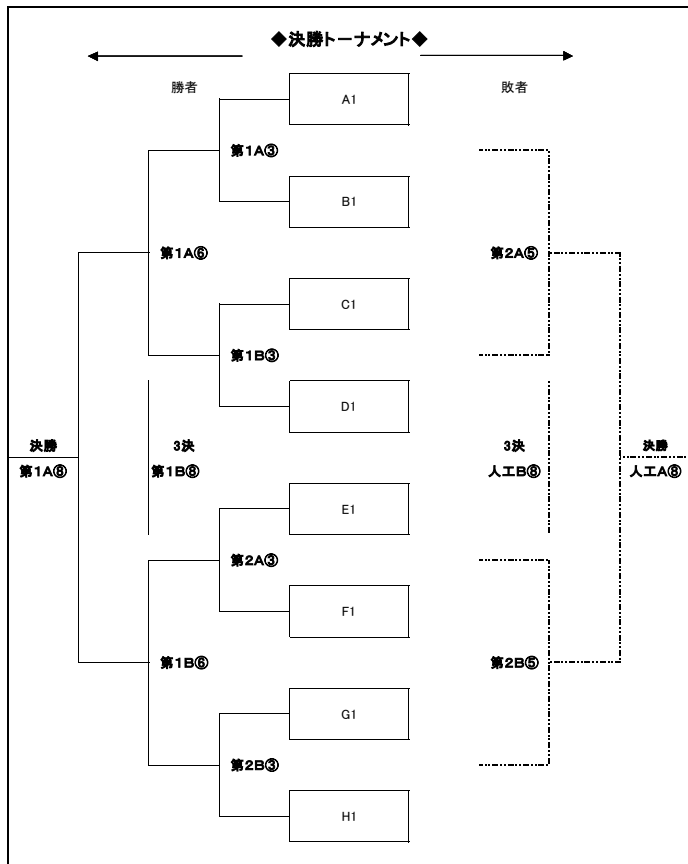 ◆決勝トーナメント◆
勝者
敗者
A1
第1A③
B1
第1A⑥
第2A⑤
C1
第1B③
D1
決勝
3決
3決
決勝
第1A⑧
第1B⑧
人工B⑧
人工A⑧
E1
第2A③
F1
第1B⑥
第2B⑤
G1
第2B③
H1